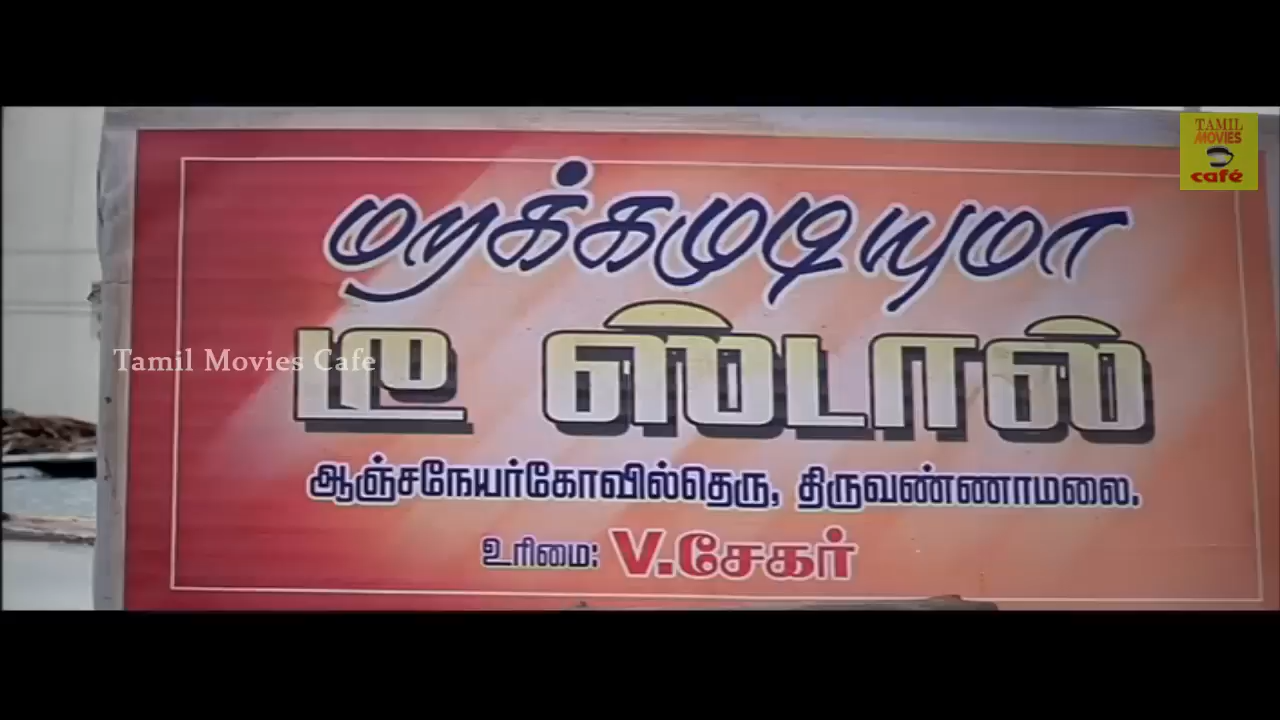 TAMIL
MOVIES
café
மறக்கமுடியுமா
டீ ஸ்டால்
Tamil Movies Cafe
ஆஞ்சநேயர்கோவில்தெரு, திருவண்ணாமலை.
உரிமை: V.சேகர்